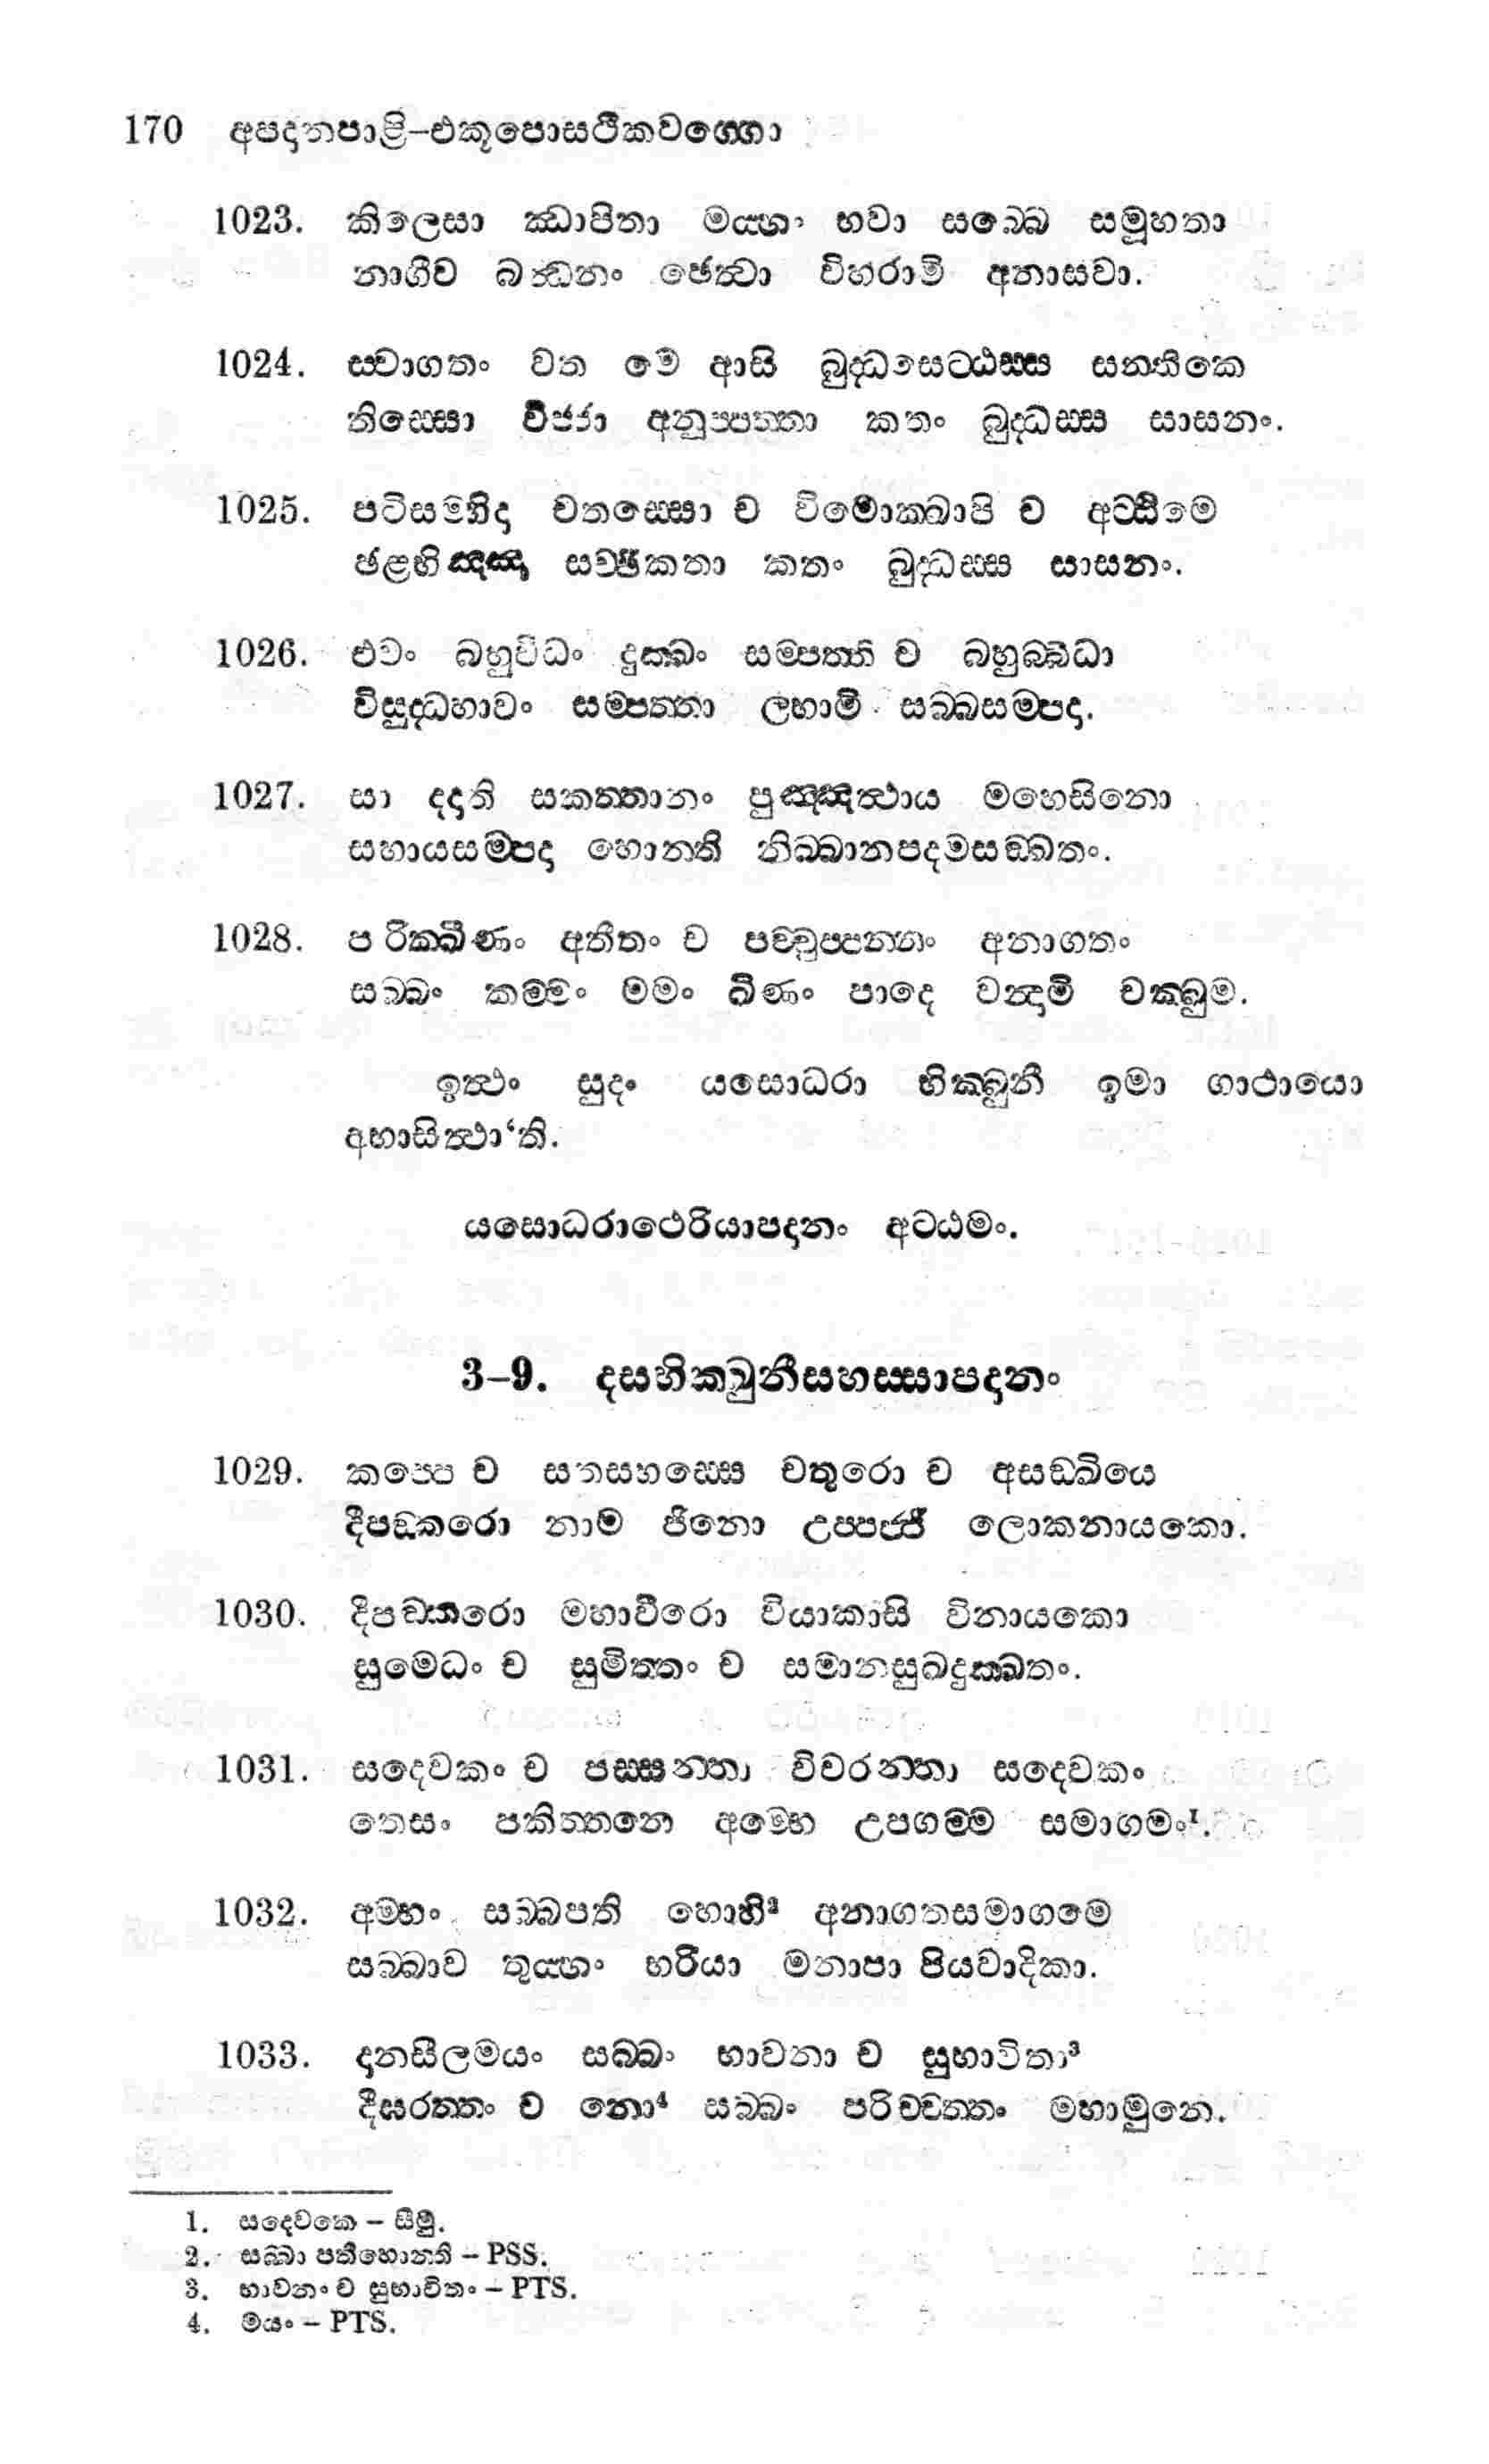 170 අපදානපාළි–එකූපොසථිකවග්ගො
1023. කිලෙසා ඣාපිතා මය්හං භවා සබ්බෙ සමූහතා
නාගීව බන්ධනං ඡෙත්වා විහරාමි අනාසවා.
1024. ස්වාගතං වත මෙ ආසි බුද්ධසෙට්ඨස්ස සන්තිකෙ
තිස්සො විජ්ජා අනුප්පත්තා කතං බුද්ධස්ස සාසනං.
1025. පටිසම්භිදා චතස්සො ච විමොක්ඛාපි ච අට්ඨිමෙ
ඡළභිඤ්ඤා සච්ඡිකතා කතං බුද්ධස්ස සාසනං.
1026. එවං බහුවිධං දුක්ඛං සම්පත්ති ච බහුබ්බිධා
විසුද්ධභාවං සම්පත්තා ලභාමි සබ්බසම්පදා.
1027. සා දදාති සකත්තානං පුඤ්ඤත්ථාය මහෙසිනො
සහායසම්පදා හොන්ති නිබ්බානපදමසඞ්ඛතං.
1028. පරික්ඛීණං අතීතං ච පච්චුප්පන්නං අනාගතං
සබ්බං කම්මං මමං ඛීණං පාදෙ වන්දාමි චක්ඛුම.
ඉත්ථං සුදං යසොධරා භික්ඛුනී ඉමා ගාථායො
අභාසිත්ථා‘ති.
යසොධරාථෙරියාපදානං අට්ඨමං.
3–9. දසභික්ඛුනීසහස්සාපදානං
1029. කප්පෙ ච සතසහස්සෙ චතුරො ච අසඞ්ඛියෙ
දීපඞ්කරො නාම ජිනො උප්පජ්ජි ලොකනායකො.
1030. දීපඞ්කරො මහාවීරො වියාකාසි විනායකො
සුමෙධං ච සුමිත්තං ච සමානසුඛදුක්ඛතං.
1031. සදෙවකං ච පස්සන්තා විචරන්තා සදෙවකං
තෙසං පකිත්තනෙ අම්හෙ උපගම්ම සමාගමං¹.
1032. අම්හං සබ්බපති හොහි² අනාගතසමාගමෙ
සබ්බාව තුය්හං භරියා මනාපා පියවාදිකා.
1033. දානසීලමයං සබ්බං භාවනා ච සුභාවිතා³
දීඝරත්තං ච නො⁴ සබ්බං පරිච්චත්තං මහාමුනෙ.
1. සදෙවකෙ – සීමු.
2. සබ්බා පතීහොන්ති – PSS.
3. භාවනං ච සුභාවිතං – PTS.
4. මයං – PTS.